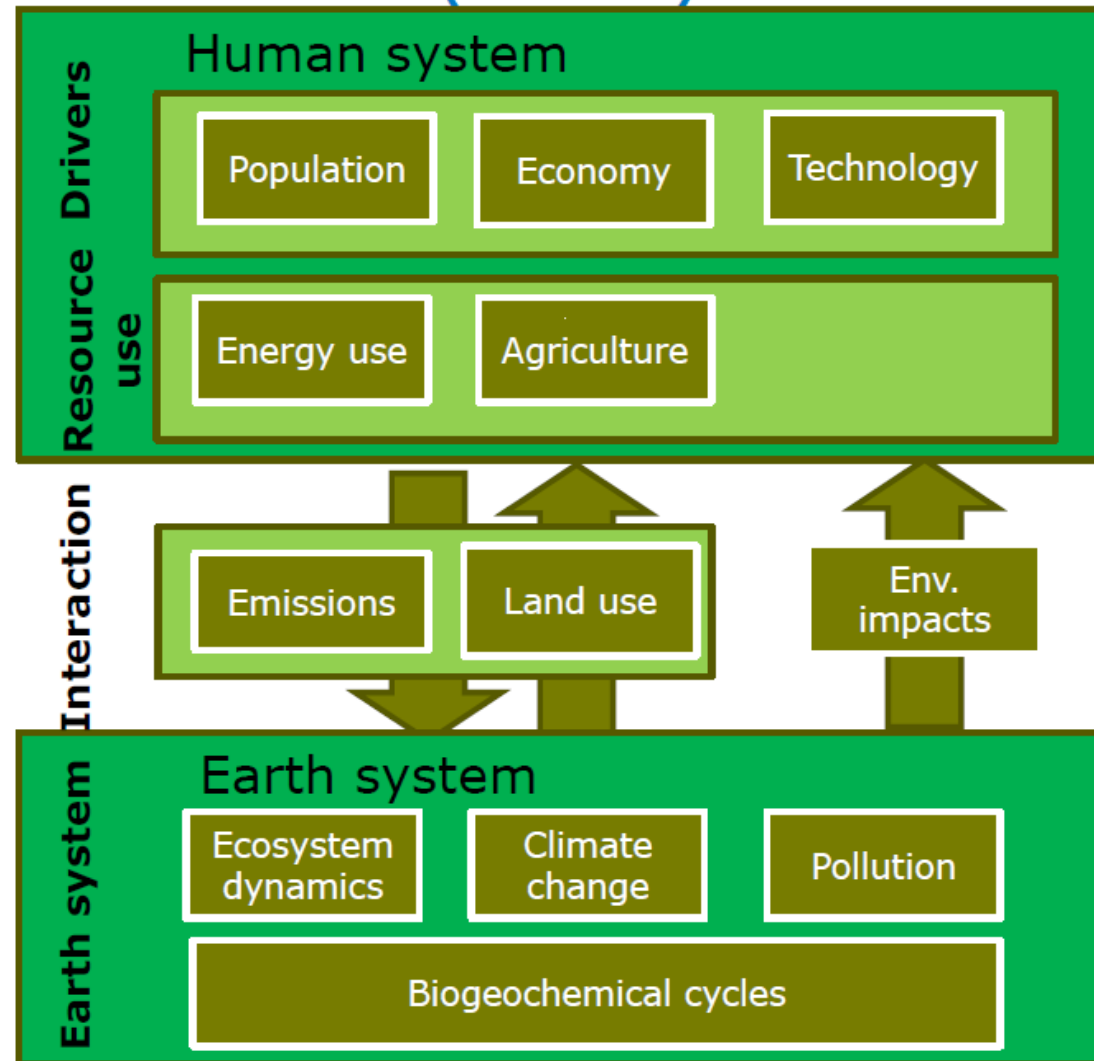 Human system
Drivers
Population
Economy
Technology
Resource
use
Energy use
Agriculture
Interaction
Emissions
Land use
Env.
impacts
Earth system
Earth system
Ecosystem
dynamics
Climate
change
Pollution
Biogeochemical cycles